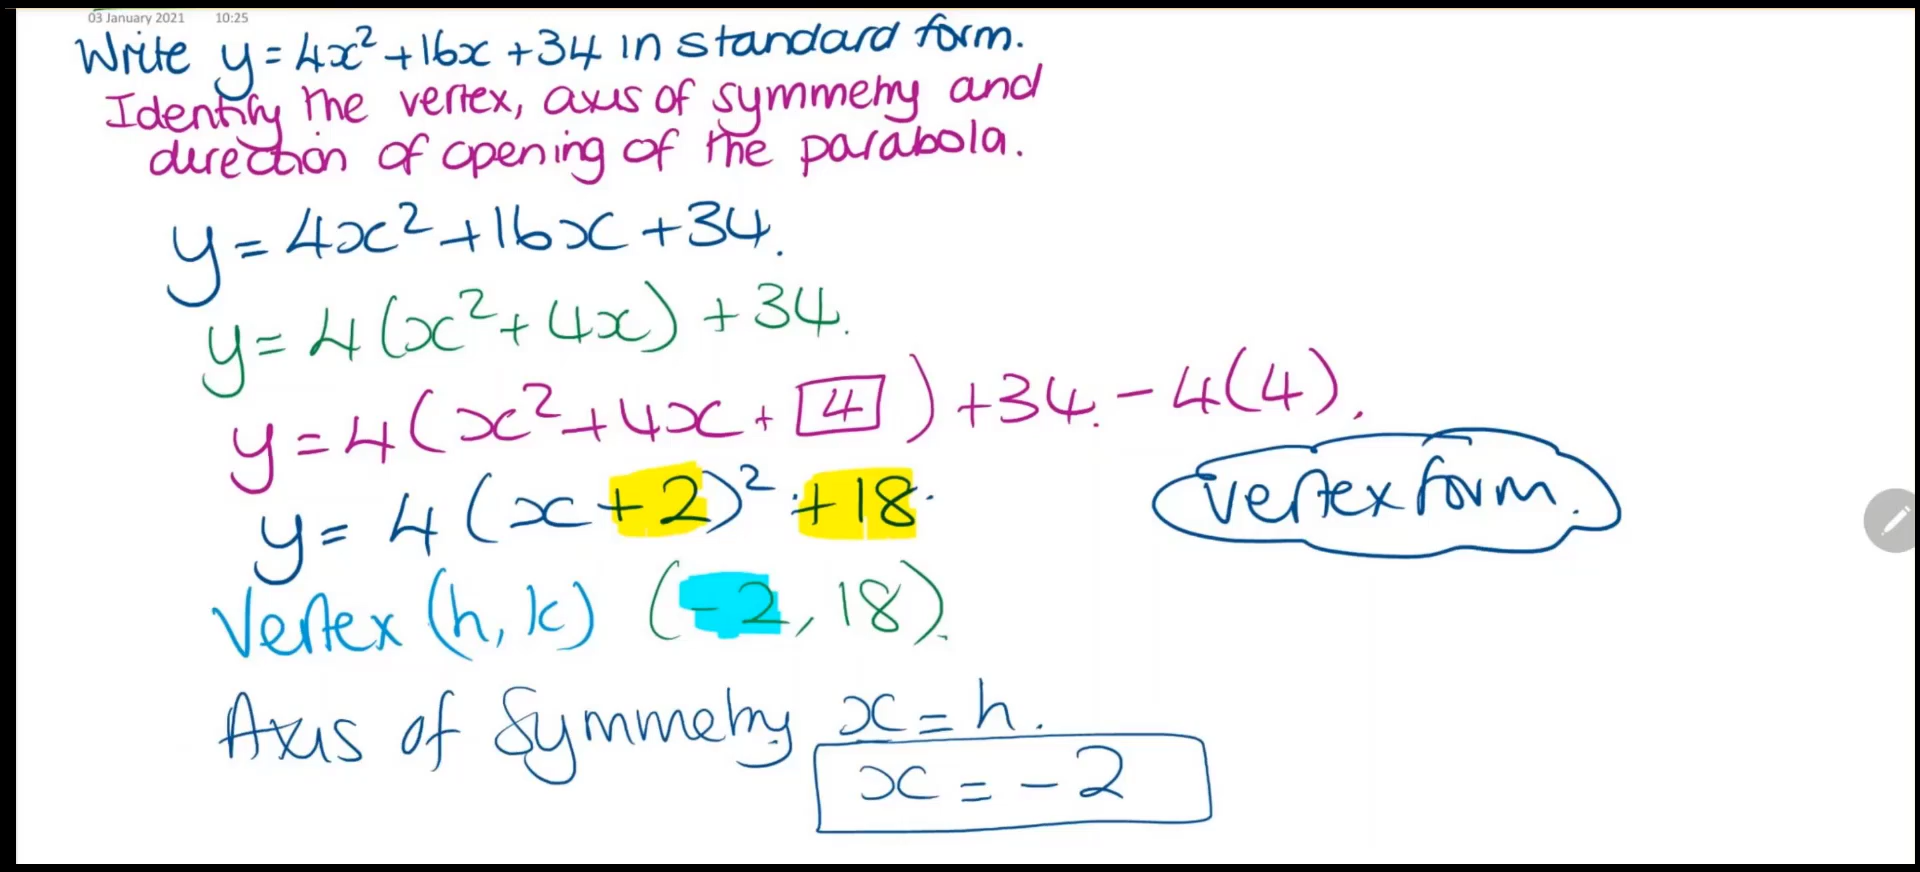 03 January 2021 10:25
Write y = 4x² + 16x + 34 in standard form.
Identify the vertex, axis of symmetry and
direction of opening of the parabola.
y = 4x² + 16x + 34.
y = 4(x² + 4x) + 34.
y = 4(x² + 4x + 4) + 34. - 4(4).
y = 4(x + 2)² + 18.
vertex form.
Vertex (h, k) (-2, 18).
Axis of Symmetry x = h.
x = -2